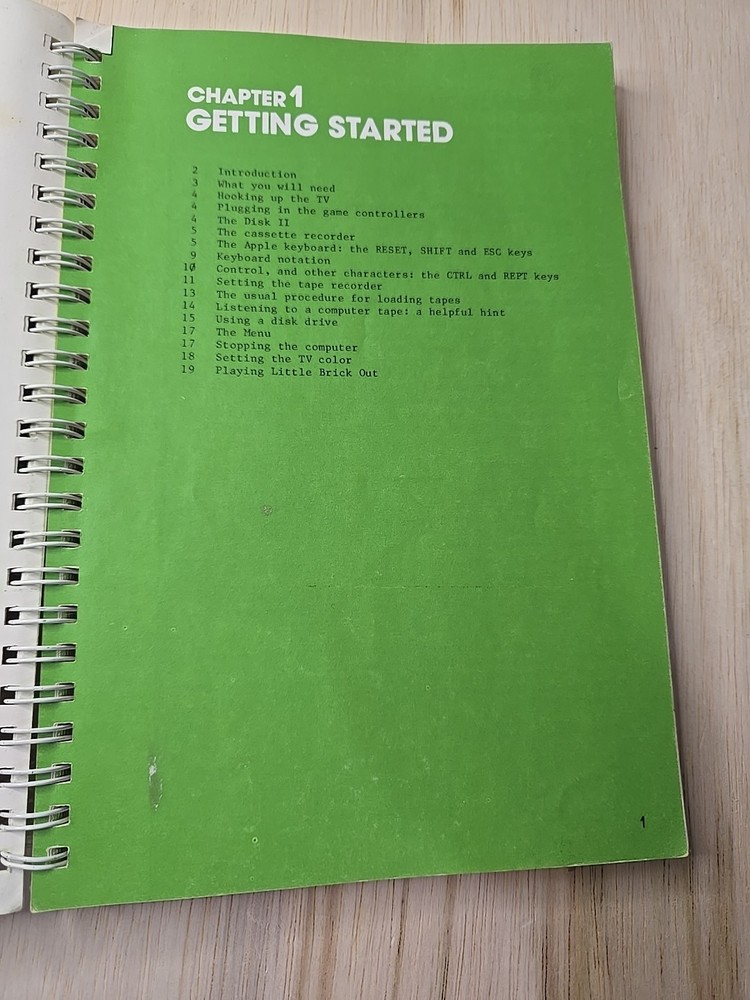 CHAPTER 1
GETTING STARTED
2 Introduction
3 What you will need
4 Hooking up the TV
4 Plugging in the game controllers
4 The Disk II
5 The cassette recorder
5 The Apple keyboard: the RESET, SHIFT and ESC keys
9 Keyboard notation
10 Control, and other characters: the CTRL and REPT keys
11 Setting the tape recorder
13 The usual procedure for loading tapes
14 Listening to a computer tape: a helpful hint
15 Using a disk drive
17 The Menu
17 Stopping the computer
18 Setting the TV color
19 Playing Little Brick Out
1